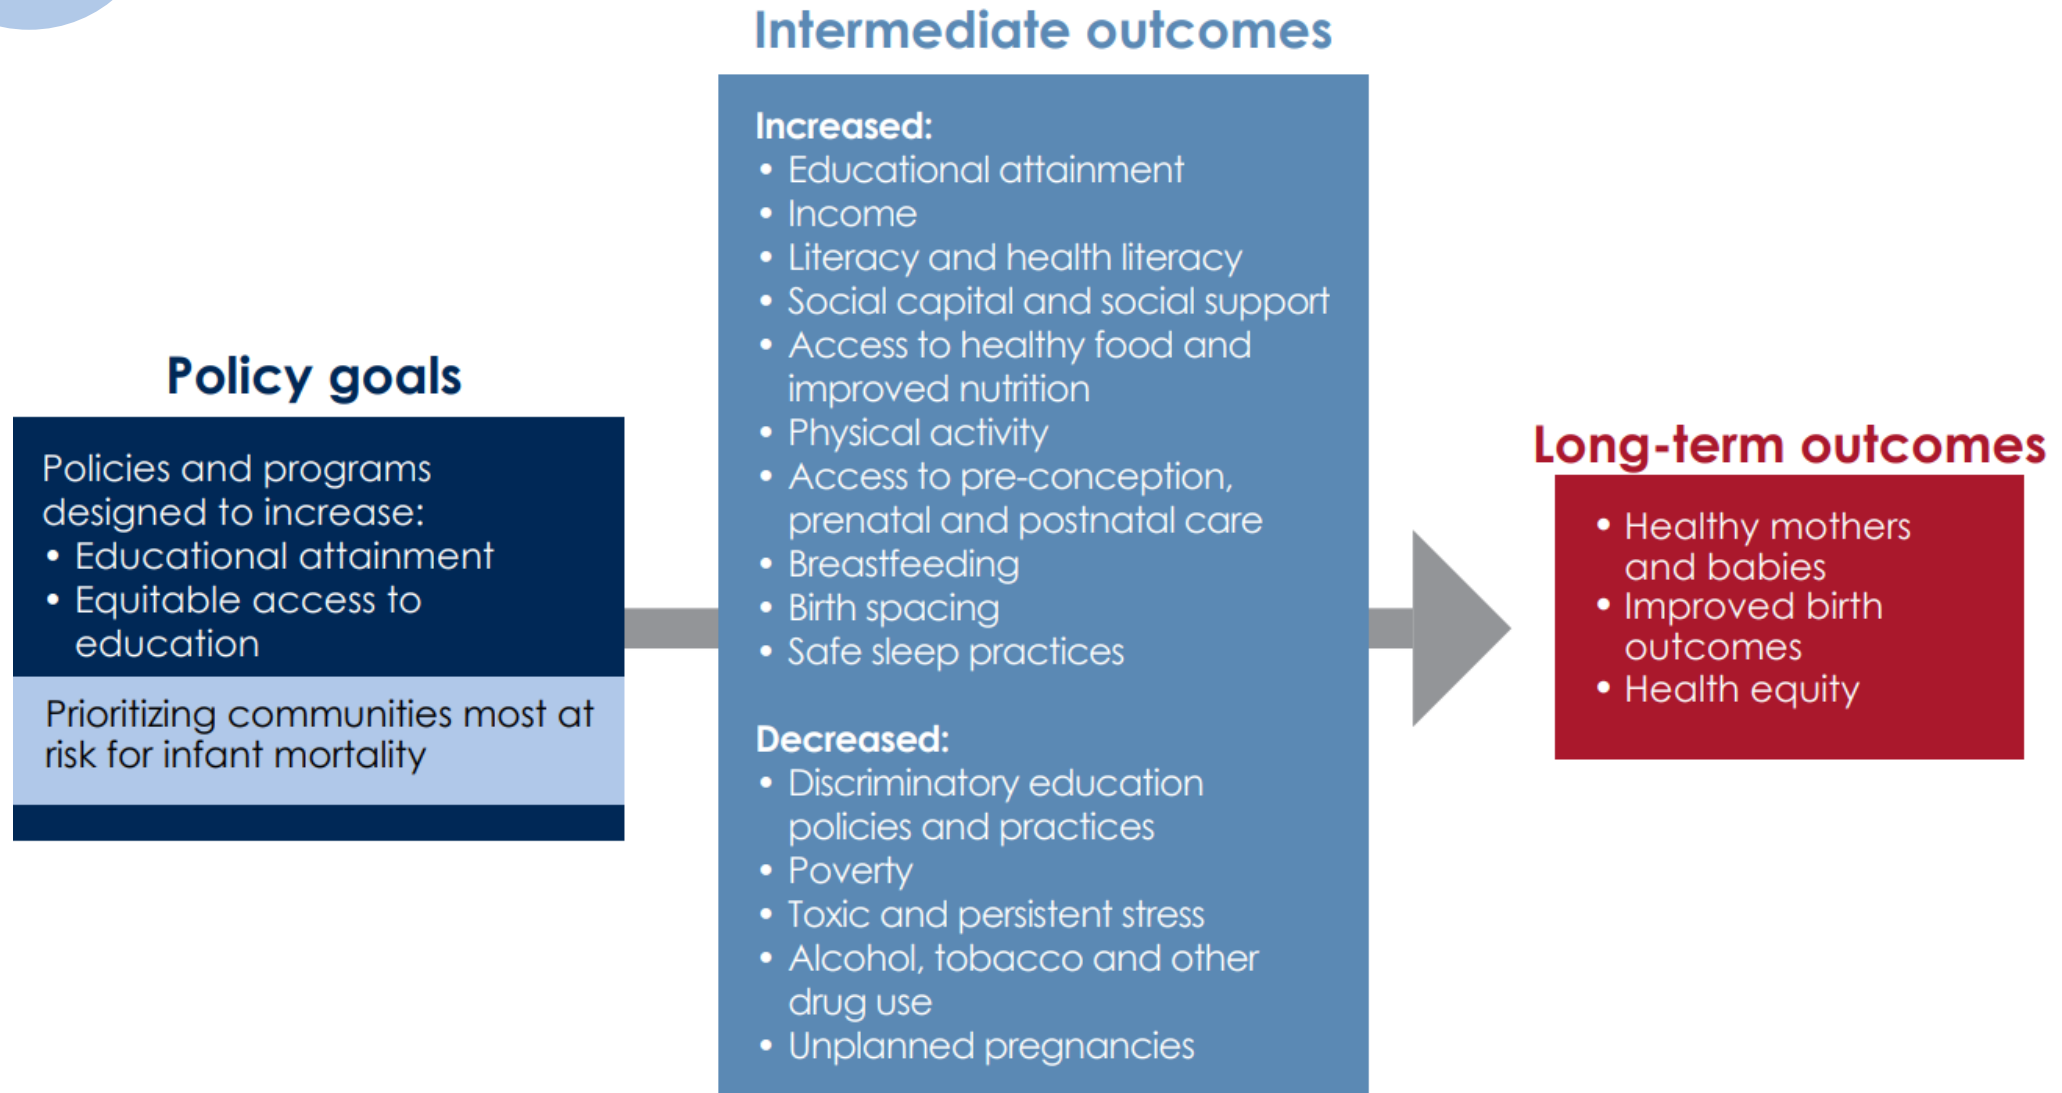 Policy goals
Policies and programs
designed to increase:
• Educational attainment
• Equitable access to
education
Prioritizing communities most at
risk for infant mortality
Intermediate outcomes
Increased:
• Educational attainment
• Income
• Literacy and health literacy
• Social capital and social support
• Access to healthy food and
improved nutrition
• Physical activity
• Access to pre-conception,
prenatal and postnatal care
• Breastfeeding
• Birth spacing
• Safe sleep practices
Decreased:
• Discriminatory education
policies and practices
• Poverty
• Toxic and persistent stress
• Alcohol, tobacco and other
drug use
• Unplanned pregnancies
Long-term outcomes
• Healthy mothers
and babies
• Improved birth
outcomes
• Health equity